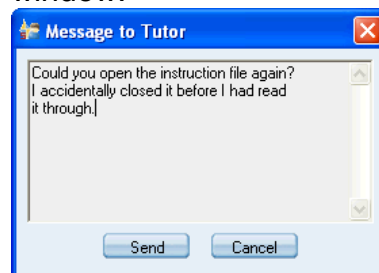 Message to Tutor
Could you open the instruction file again?
I accidentally closed it before I had read
it through.
Send
Cancel